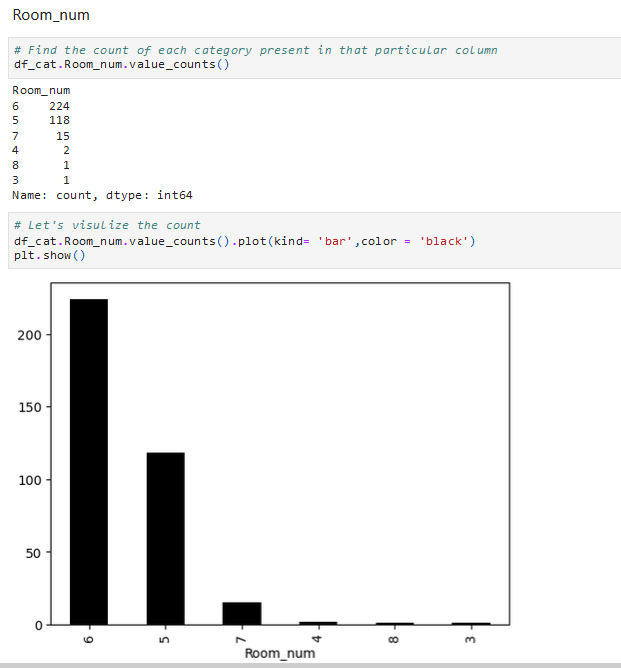 Room_num
# Find the count of each category present in that particular column
df_cat.Room_num.value_counts()
Room_num
6    224
5    118
7     15
4      2
8      1
3      1
Name: count, dtype: int64
# Let's visulize the count
df_cat.Room_num.value_counts().plot(kind= 'bar',color = 'black')
plt.show()
200
150
100
50
0
6 5 7 4 8 3
Room_num